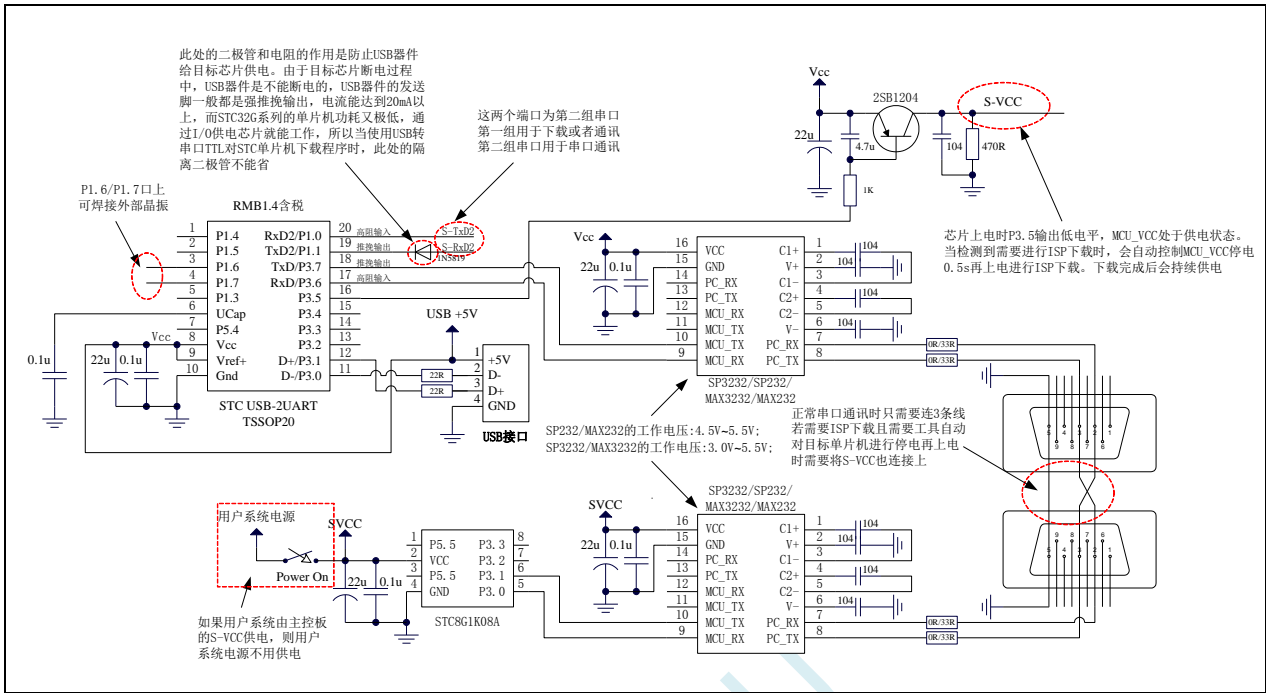 此处的二极管和电阻的作用是防止USB器件
给目标芯片供电。由于目标芯片断电过程
中，USB器件是不能断电的，USB器件的发送
脚一般都是强推挽输出，电流能达到20mA以
上，而STC32G系列的单片机功耗又极低，通
过I/O供电芯片就能工作，所以当使用USB转
串口TTL对STC单片机下载程序时，此处的隔
离二极管不能省
这两个端口为第二组串口
第一组用于下载或者通讯
第二组串口用于串口通讯
P1.6/P1.7口上
可焊接外部晶振
RMB1.4含税
1 P1.4 RxD2/P1.0 20 高阻输入 S-TxD2
2 P1.5 TxD2/P1.1 19 推挽输出 S-RxD2
1N5819
3 P1.6 TxD/P3.7 18 推挽输出
4 P1.7 RxD/P3.6 17 高阻输入
5 P1.3 P3.5 16
6 UCap P3.4 15
7 P5.4 P3.3 14
8 Vcc P3.2 13
9 Vref+ D+/P3.1 12
10 Gnd D-/P3.0 11
STC USB-2UART
TSSOP20
Vcc
0.1u
22u
0.1u
USB +5V
22R
22R
1 +5V
2 D-
3 D+
4 GND
USB接口
Vcc
22u
4.7u
2SB1204
1K
104
470R
S-VCC
芯片上电时P3.5输出低电平，MCU_VCC处于供电状态。
当检测到需要进行ISP下载时，会自动控制MCU_VCC停电
0.5s再上电进行ISP下载。下载完成后会持续供电
Vcc
22u
0.1u
16 VCC C1+ 1
15 GND V+ 2
14 PC_RX C1- 3
13 PC_TX C2+ 4
12 MCU_RX C2- 5
11 MCU_TX V- 6
10 MCU_TX PC_RX 7
9 MCU_RX PC_TX 8
104
104
104
104
0R/33R
0R/33R
SP3232/SP232/
MAX3232/MAX232
SP232/MAX232的工作电压:4.5V~5.5V;
SP3232/MAX3232的工作电压:3.0V~5.5V;
正常串口通讯时只需要连3条线
若需要ISP下载且需要工具自动
对目标单片机进行停电再上电
时需要将S-VCC也连接上
5 4 3 2 1
9 8 7 6
SP3232/SP232/
MAX3232/MAX232
SVCC
22u
0.1u
16 VCC C1+ 1
15 GND V+ 2
14 PC_RX C1- 3
13 PC_TX C2+ 4
12 MCU_RX C2- 5
11 MCU_TX V- 6
10 MCU_TX PC_RX 7
9 MCU_RX PC_TX 8
104
104
104
104
0R/33R
0R/33R
9 8 7 6
5 4 3 2 1
用户系统电源
Power On
SVCC
22u
0.1u
1 P5.5 P3.3 8
2 VCC P3.2 7
3 P5.5 P3.1 6
4 GND P3.0 5
STC8G1K08A
如果用户系统由主控板
的S-VCC供电，则用户
系统电源不用供电